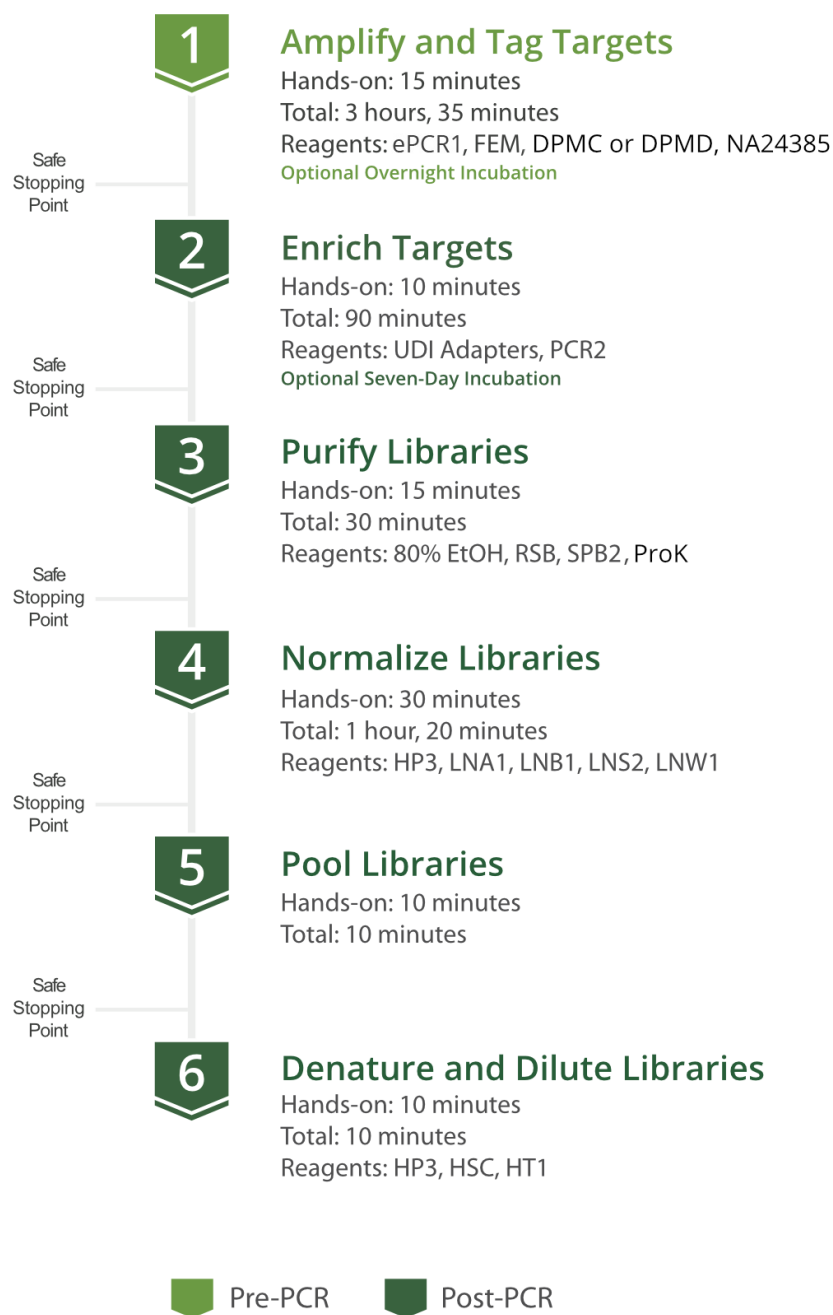 1
Amplify and Tag Targets
Hands-on: 15 minutes
Total: 3 hours, 35 minutes
Reagents: ePCR1, FEM, DPMC or DPMD, NA24385
Optional Overnight Incubation
Safe
Stopping
Point
2
Enrich Targets
Hands-on: 10 minutes
Total: 90 minutes
Reagents: UDI Adapters, PCR2
Optional Seven-Day Incubation
Safe
Stopping
Point
3
Purify Libraries
Hands-on: 15 minutes
Total: 30 minutes
Reagents: 80% EtOH, RSB, SPB2, ProK
Safe
Stopping
Point
4
Normalize Libraries
Hands-on: 30 minutes
Total: 1 hour, 20 minutes
Reagents: HP3, LNA1, LNB1, LNS2, LNW1
Safe
Stopping
Point
5
Pool Libraries
Hands-on: 10 minutes
Total: 10 minutes
Safe
Stopping
Point
6
Denature and Dilute Libraries
Hands-on: 10 minutes
Total: 10 minutes
Reagents: HP3, HSC, HT1
Pre-PCR
Post-PCR